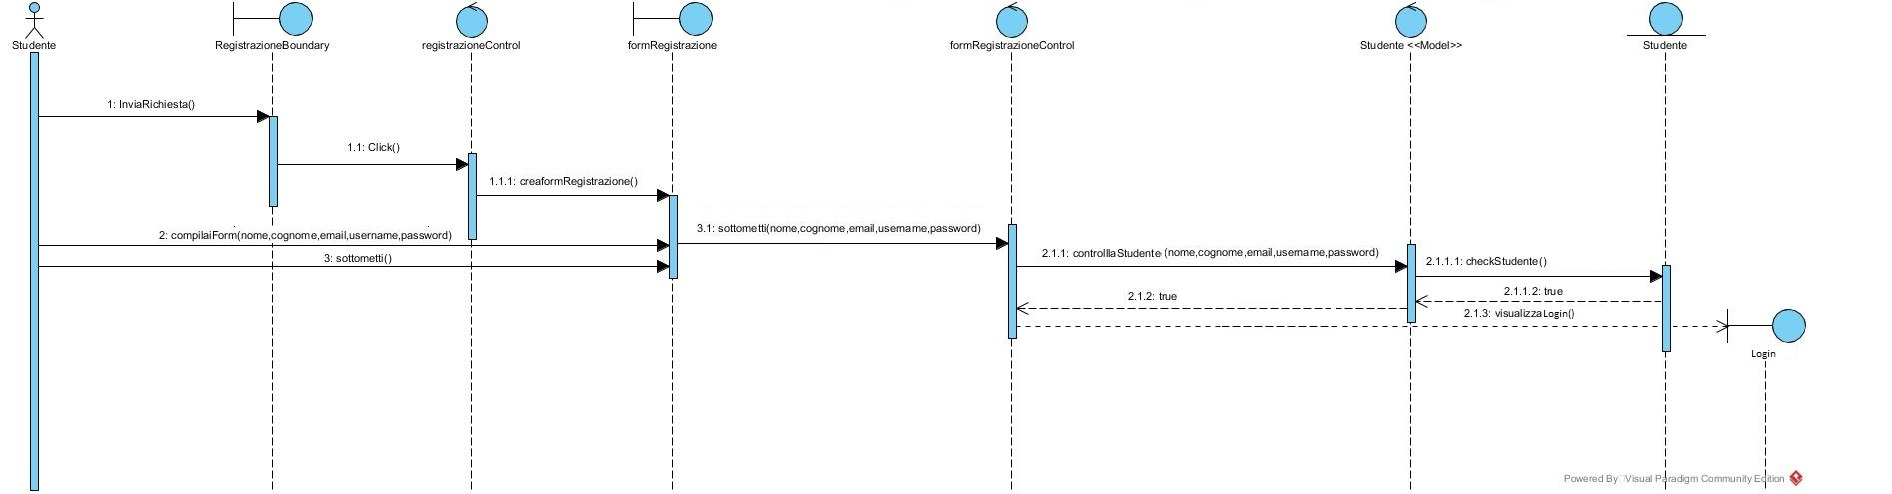 Studente
RegistrazioneBoundary
registrazioneControl
formRegistrazione
formRegistrazioneControl
Studente <<Model>>
Studente
1: InviaRichiesta()
1.1: Click()
1.1.1: creaformRegistrazione()
2: compilaiForm(nome,cognome,email,username,password)
3.1: sottometti(nome,cognome,email,username,password)
3: sottometti()
2.1.1: controlllaStudente (nome,cognome,email,username,password)
2.1.1.1: checkStudente()
2.1.1.2: true
2.1.2: true
2.1.3: visualizzaLogin()
Login
Powered By Visual Paradigm Community Edition